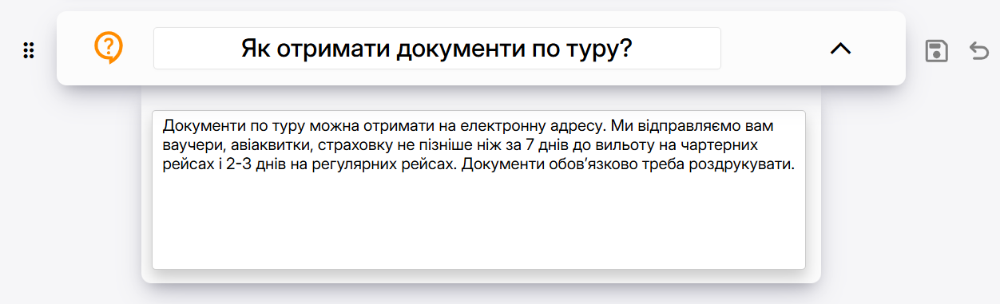 Як отримати документи по туру?
Документи по туру можна отримати на електронну адресу. Ми відправляємо вам
ваучери, авіаквитки, страховку не пізніше ніж за 7 днів до вильоту на чартерних
рейсах і 2-3 днів на регулярних рейсах. Документи обов’язково треба роздрукувати.